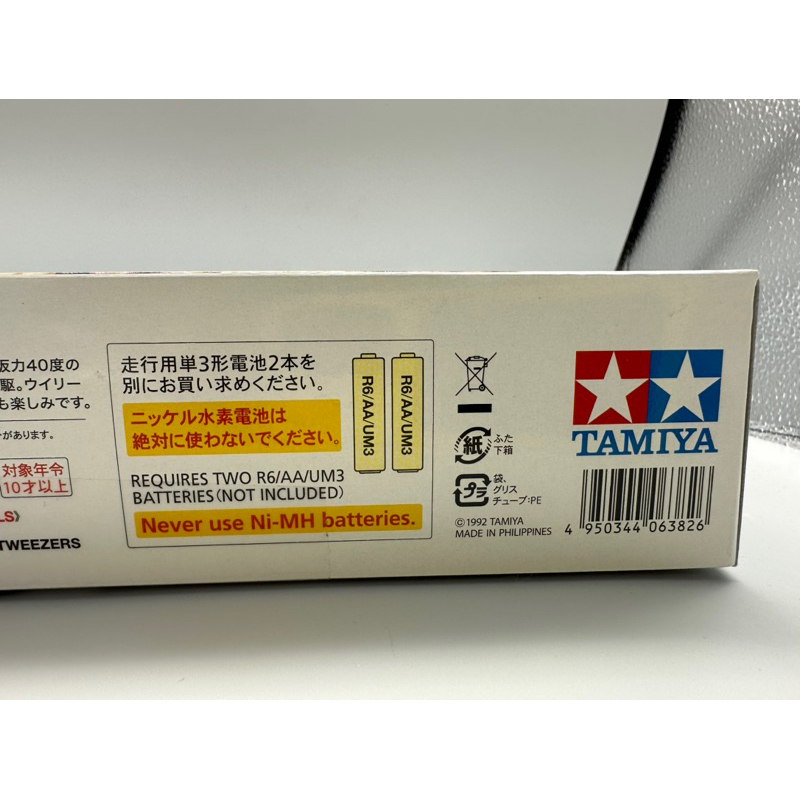 坂力40度の
駆。ウイリー
も楽しみです。
があります。
対象年令
10才以上
LS》
TWEEZERS
走行用単3形電池2本を
別にお買い求めください。
ニッケル水素電池は
絶対に使わないでください。
REQUIRES TWO R6/AA/UM3
BATTERIES (NOT INCLUDED)
Never use Ni-MH batteries.
R6/AA/UM3
R6/AA/UM3
紙
ふた
下箱
プラ
袋、
グリス
チューブ:PE
©1992 TAMIYA
MADE IN PHILIPPINES
TAMIYA
4 950344 063826